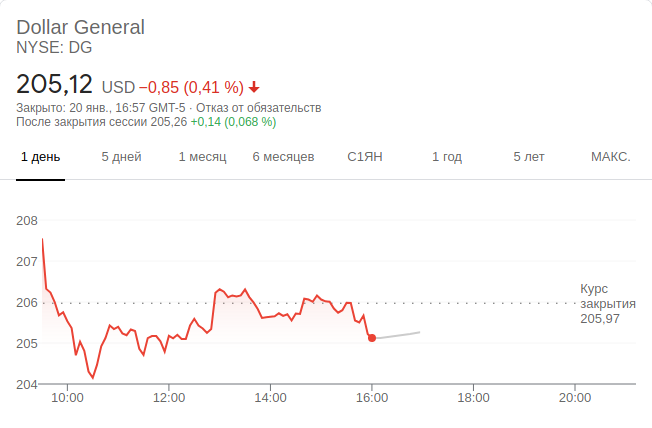 Dollar General
NYSE: DG
205,12 USD −0,85 (0,41 %)
Закрыто: 20 янв., 16:57 GMT-5 · Отказ от обязательств
После закрытия сессии 205,26 +0,14 (0,068 %)
1 день 5 дней 1 месяц 6 месяцев С1ЯН 1 год 5 лет МАКС.
208
207
206
205
204
Курс
закрытия
205,97
10:00 12:00 14:00 16:00 18:00 20:00